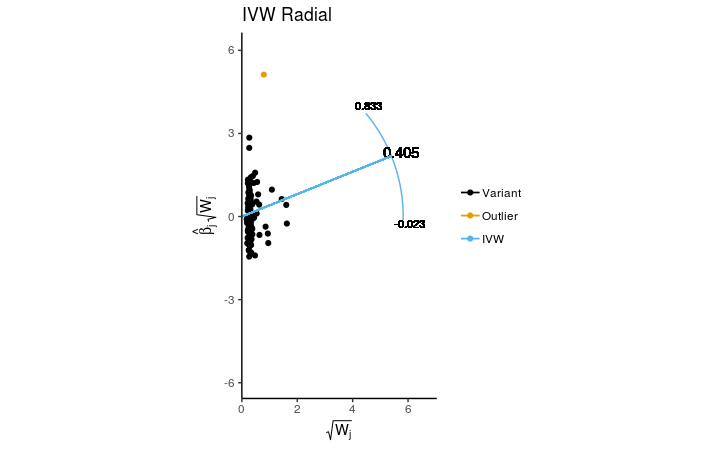 IVW Radial
6
3
0
-3
-6
β̂j√Wj
0.833
0.405
-0.023
Variant
Outlier
IVW
0 2 4 6
√Wj